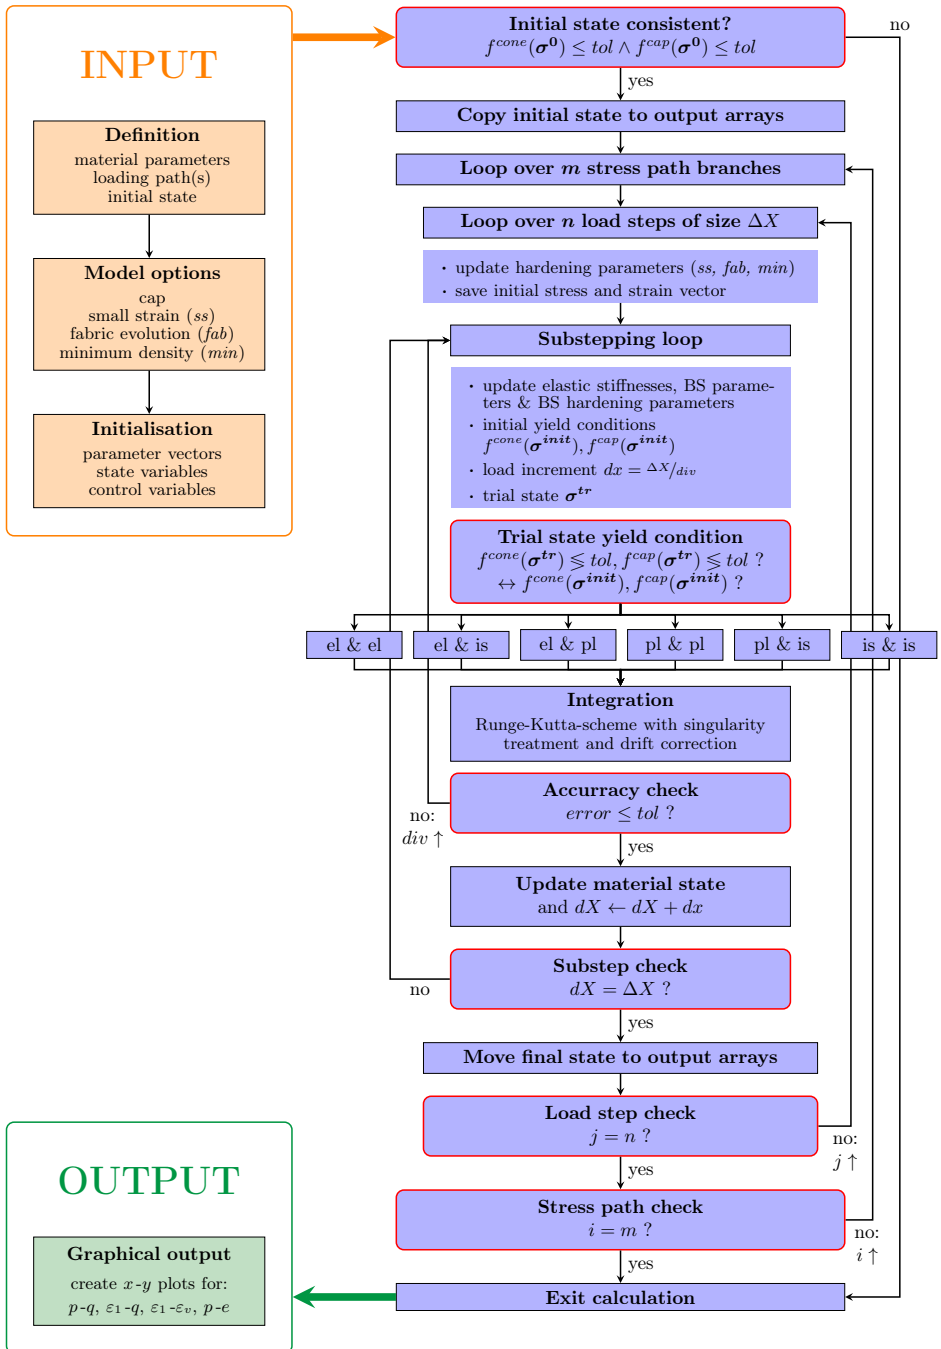 INPUT
Definition
material parameters
loading path(s)
initial state
Model options
cap
small strain (ss)
fabric evolution (fab)
minimum density (min)
Initialisation
parameter vectors
state variables
control variables
Initial state consistent?
f^{cone}(σ^0) ≤ tol ∧ f^{cap}(σ^0) ≤ tol
no
yes
Copy initial state to output arrays
Loop over m stress path branches
Loop over n load steps of size ΔX
· update hardening parameters (ss, fab, min)
· save initial stress and strain vector
Substepping loop
· update elastic stiffnesses, BS parame-
ters & BS hardening parameters
· initial yield conditions
f^{cone}(σ^{init}), f^{cap}(σ^{init})
· load increment dx = ΔX/div
· trial state σ^{tr}
Trial state yield condition
f^{cone}(σ^{tr}) ≶ tol, f^{cap}(σ^{tr}) ≶ tol ?
↔ f^{cone}(σ^{init}), f^{cap}(σ^{init}) ?
el & el
el & is
el & pl
pl & pl
pl & is
is & is
Integration
Runge-Kutta-scheme with singularity
treatment and drift correction
Accurracy check
error ≤ tol ?
no:
div ↑
yes
Update material state
and dX ← dX + dx
Substep check
dX = ΔX ?
no
yes
Move final state to output arrays
Load step check
j = n ?
no:
j ↑
yes
Stress path check
i = m ?
no:
i ↑
yes
Exit calculation
OUTPUT
Graphical output
create x-y plots for:
p-q, ε₁-q, ε₁-εᵥ, p-e